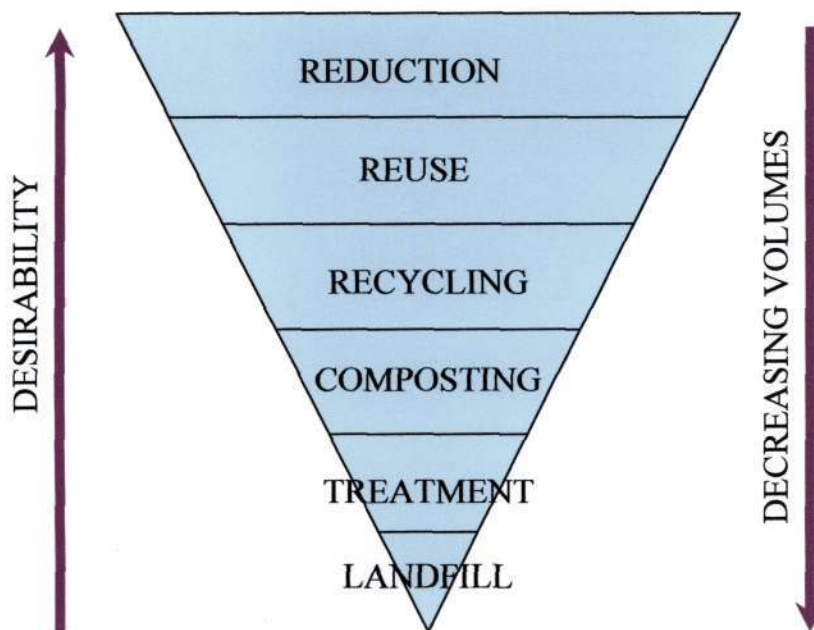 REDUCTION
REUSE
RECYCLING
COMPOSTING
TREATMENT
LANDFILL
DESIRABILITY
DECREASING VOLUMES